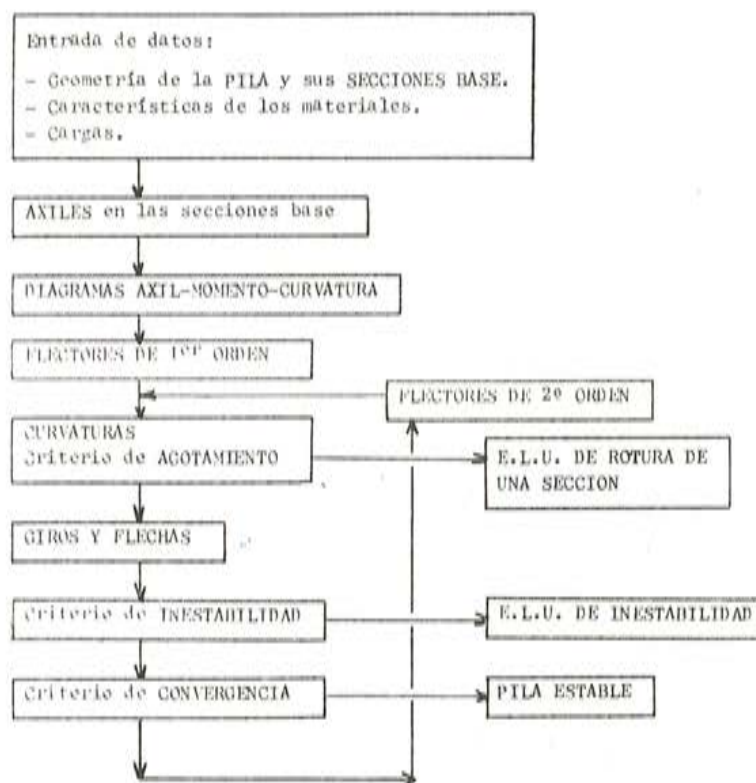 Entrada de datos:
- Geometría de la PILA y sus SECCIONES BASE.
- Características de los materiales.
- Cargas.
AXILES en las secciones base
DIAGRAMAS AXIL-MOMENTO-CURVATURA
FLECTORES DE 1er ORDEN
FLECTORES DE 2º ORDEN
CURVATURAS
Criterio de AGOTAMIENTO
E.L.U. DE ROTURA DE
UNA SECCION
GIROS Y FLECHAS
Criterio de INESTABILIDAD
E.L.U. DE INESTABILIDAD
Criterio de CONVERGENCIA
PILA ESTABLE